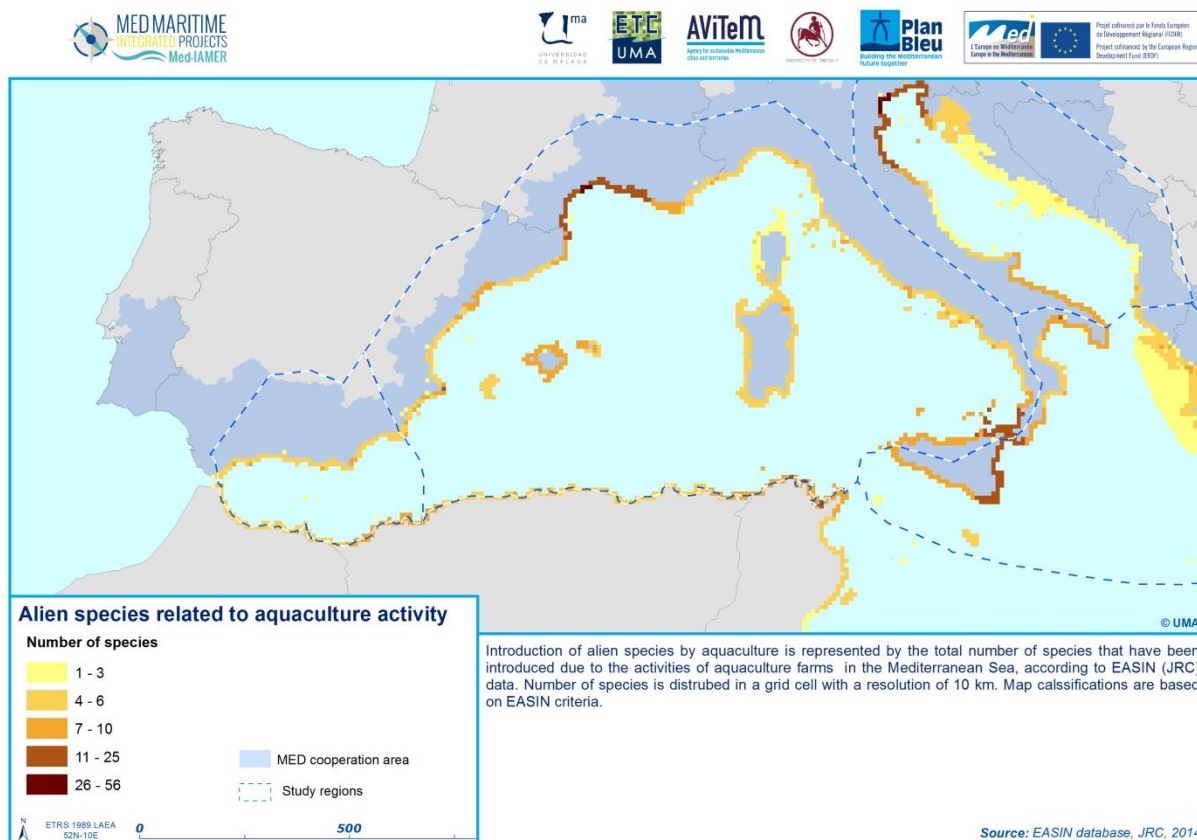 MED MARITIME
INTEGRATED PROJECTS
Med-IAMER
uma
UNIVERSIDAD
DE MÁLAGA
ETC
UMA
AViTeM
Agency for sustainable Mediterranean
cities and territories
UNIVERSITY OF THESSALY
Plan
Bleu
Building the Mediterranean
future together
Med
L'Europe en Méditerranée
Europe in the Mediterranean
Projet cofinancé par le Fonds Européen
de Développement Régional (FEDER)
Project cofinanced by the European Regional
Development Fund (ERDF)
© UMA
Alien species related to aquaculture activity
Number of species
1 - 3
4 - 6
7 - 10
11 - 25
26 - 56
MED cooperation area
Study regions
N
ETRS 1989 LAEA
52N-10E
0
500
Introduction of alien species by aquaculture is represented by the total number of species that have been
introduced due to the activities of aquaculture farms in the Mediterranean Sea, according to EASIN (JRC)
data. Number of species is distrubed in a grid cell with a resolution of 10 km. Map calssifications are based
on EASIN criteria.
Source: EASIN database, JRC, 2014